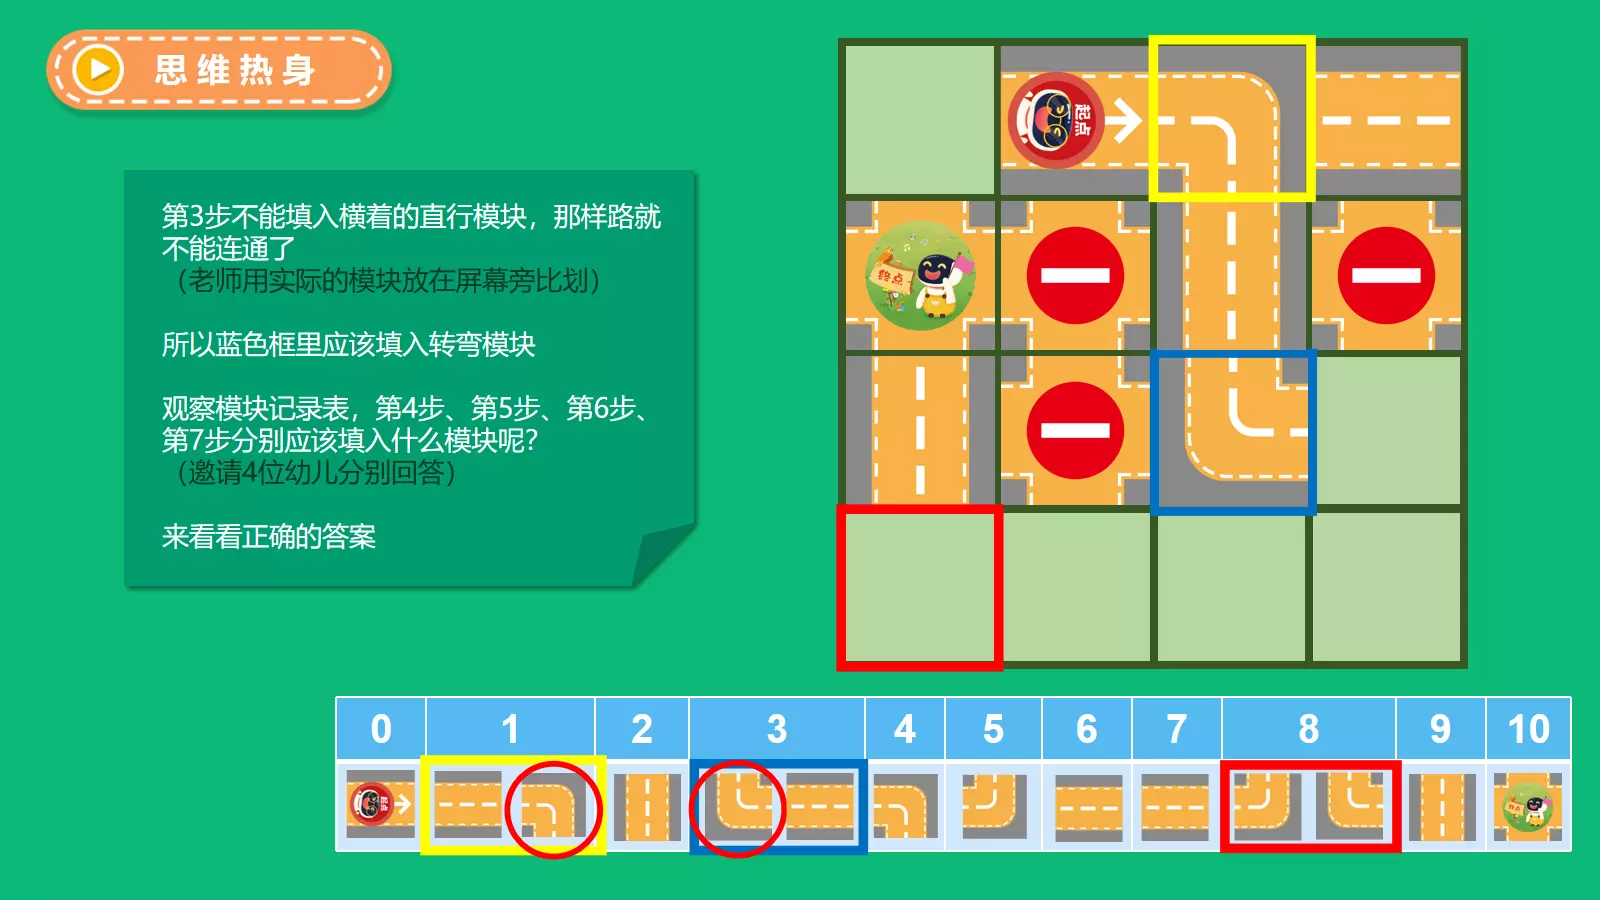 思维热身
第3步不能填入横着的直行模块，那样路就
不能连通了
（老师用实际的模块放在屏幕旁比划）
所以蓝色框里应该填入转弯模块
观察模块记录表，第4步、第5步、第6步、
第7步分别应该填入什么模块呢？
（邀请4位幼儿分别回答）
来看看正确的答案
起点
终点
0 1 2 3 4 5 6 7 8 9 10
起点
终点